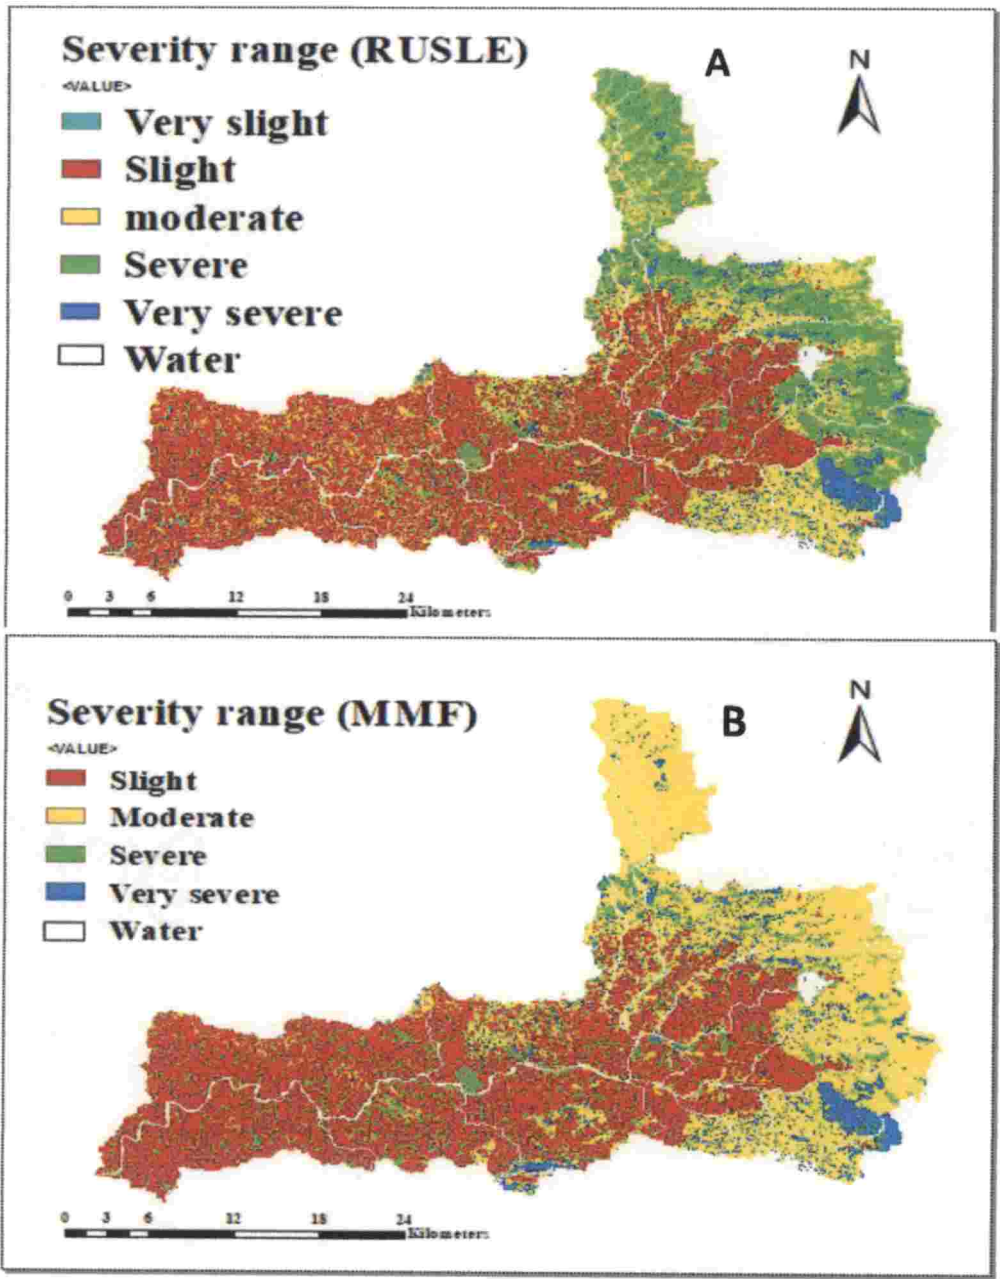 Severity range (RUSLE)
A
N
<VALUE>
Very slight
Slight
moderate
Severe
Very severe
Water
0 3 6 12 18 24
Kilometers
Severity range (MMF)
B
N
<VALUE>
Slight
Moderate
Severe
Very severe
Water
0 3 6 12 18 24
Kilometers